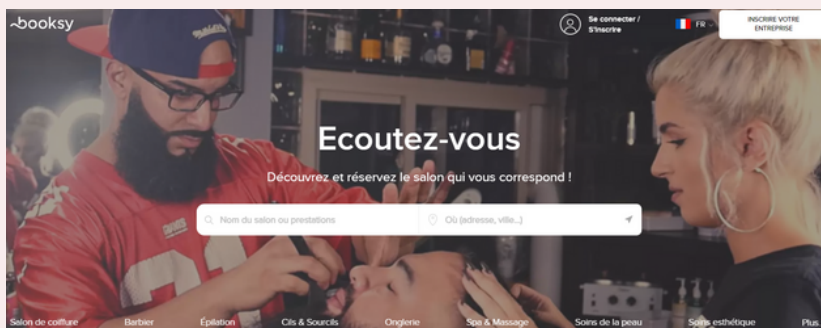 booksy
Se connecter /
S'inscrire
FR
INSCRIRE VOTRE
ENTREPRISE
Ecoutez-vous
Découvrez et réservez le salon qui vous correspond !
Nom du salon ou prestations
Où (adresse, ville...)
GIANTS
Salon de coiffure
Barbier
Épilation
Cils & Sourcils
Onglerie
Spa & Massage
Soins de la peau
Soins esthétique
Plus